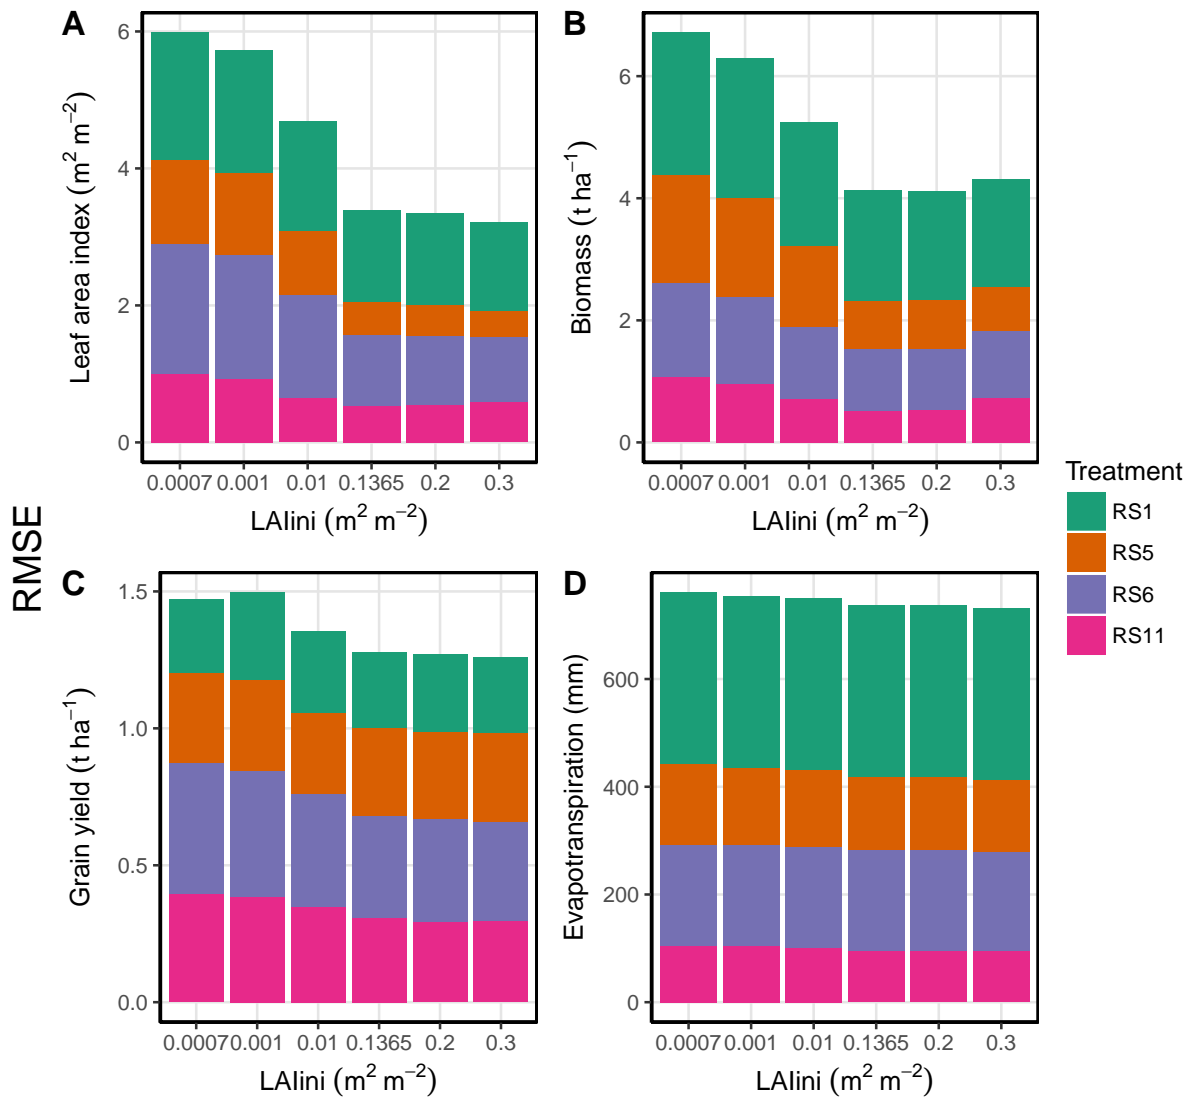 RMSE
A
Leaf area index (m² m⁻²)
6
4
2
0
0.0007 0.001 0.01 0.1365 0.2 0.3
LAIini (m² m⁻²)
B
Biomass (t ha⁻¹)
6
4
2
0
0.0007 0.001 0.01 0.1365 0.2 0.3
LAIini (m² m⁻²)
C
Grain yield (t ha⁻¹)
1.5
1.0
0.5
0.0
0.0007 0.001 0.01 0.1365 0.2 0.3
LAIini (m² m⁻²)
D
Evapotranspiration (mm)
600
400
200
0
0.0007 0.001 0.01 0.1365 0.2 0.3
LAIini (m² m⁻²)
Treatment
RS1
RS5
RS6
RS11